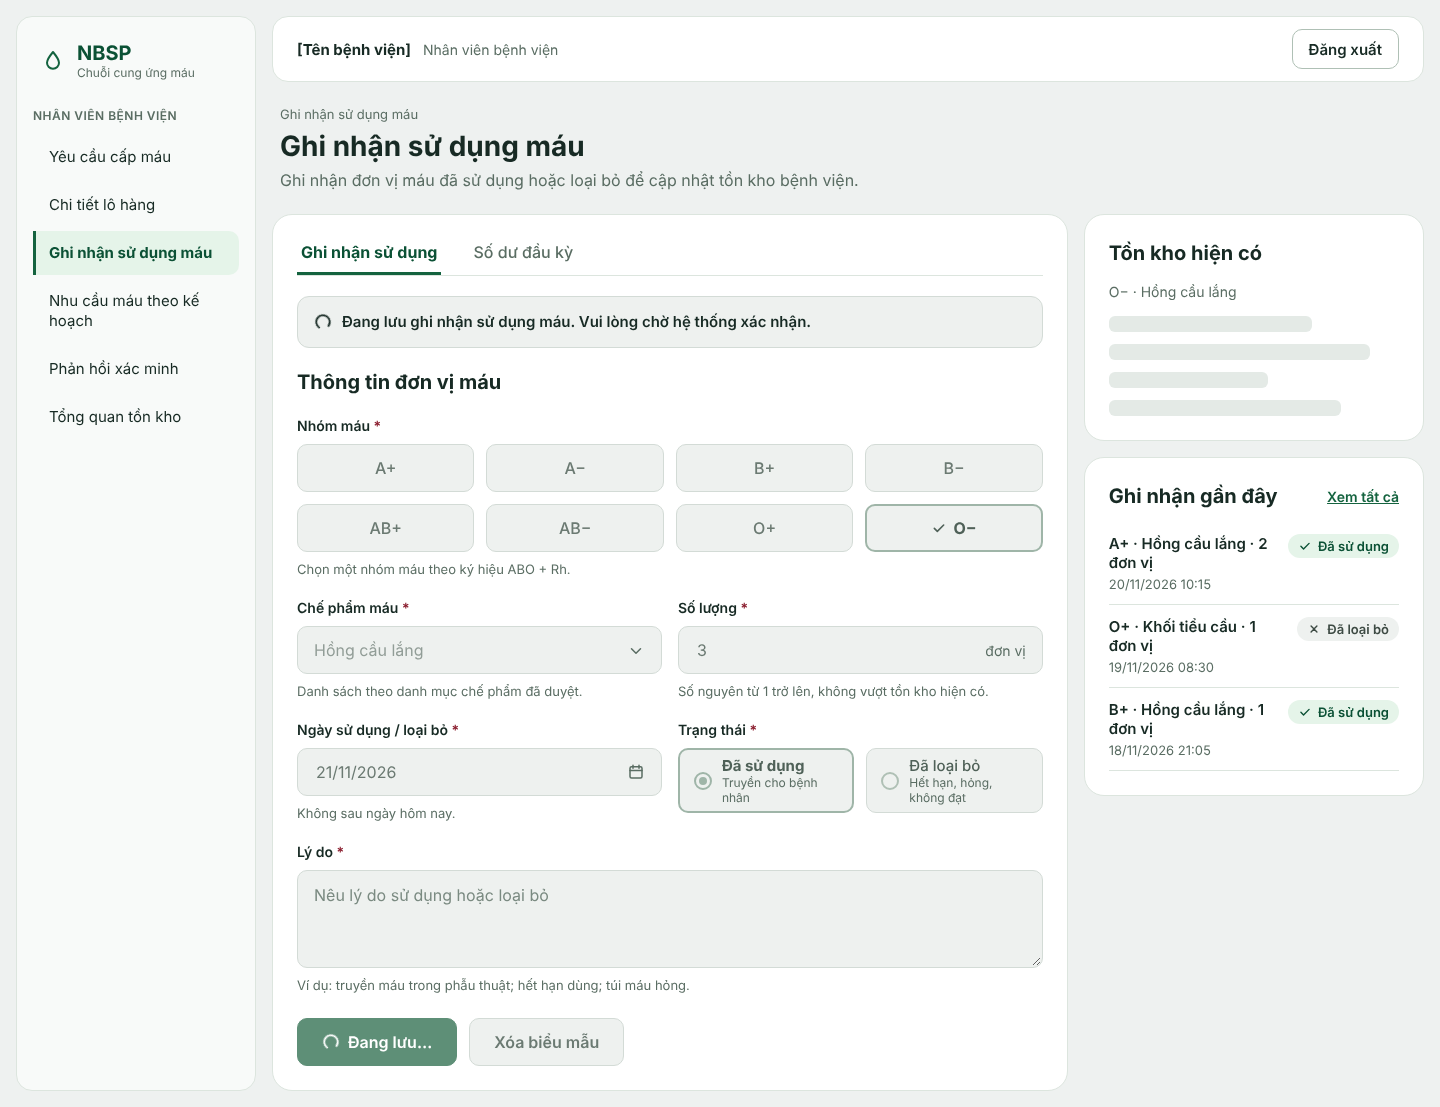 NBSP
Chuỗi cung ứng máu
NHÂN VIÊN BỆNH VIỆN
Yêu cầu cấp máu
Chi tiết lô hàng
Ghi nhận sử dụng máu
Nhu cầu máu theo kế
hoạch
Phản hồi xác minh
Tổng quan tồn kho
[Tên bệnh viện] Nhân viên bệnh viện
Đăng xuất
Ghi nhận sử dụng máu
Ghi nhận sử dụng máu
Ghi nhận đơn vị máu đã sử dụng hoặc loại bỏ để cập nhật tồn kho bệnh viện.
Ghi nhận sử dụng
Số dư đầu kỳ
Đang lưu ghi nhận sử dụng máu. Vui lòng chờ hệ thống xác nhận.
Thông tin đơn vị máu
Nhóm máu *
A+
A−
B+
B−
AB+
AB−
O+
✓ O−
Chọn một nhóm máu theo ký hiệu ABO + Rh.
Chế phẩm máu *
Hồng cầu lắng
Danh sách theo danh mục chế phẩm đã duyệt.
Số lượng *
3 đơn vị
Số nguyên từ 1 trở lên, không vượt tồn kho hiện có.
Ngày sử dụng / loại bỏ *
21/11/2026
Không sau ngày hôm nay.
Trạng thái *
Đã sử dụng
Truyền cho bệnh
nhân
Đã loại bỏ
Hết hạn, hỏng,
không đạt
Lý do *
Nêu lý do sử dụng hoặc loại bỏ
Ví dụ: truyền máu trong phẫu thuật; hết hạn dùng; túi máu hỏng.
Đang lưu...
Xóa biểu mẫu
Tồn kho hiện có
O− · Hồng cầu lắng
Ghi nhận gần đây
Xem tất cả
A+ · Hồng cầu lắng · 2
đơn vị
20/11/2026 10:15
✓ Đã sử dụng
O+ · Khối tiểu cầu · 1
đơn vị
19/11/2026 08:30
✕ Đã loại bỏ
B+ · Hồng cầu lắng · 1
đơn vị
18/11/2026 21:05
✓ Đã sử dụng